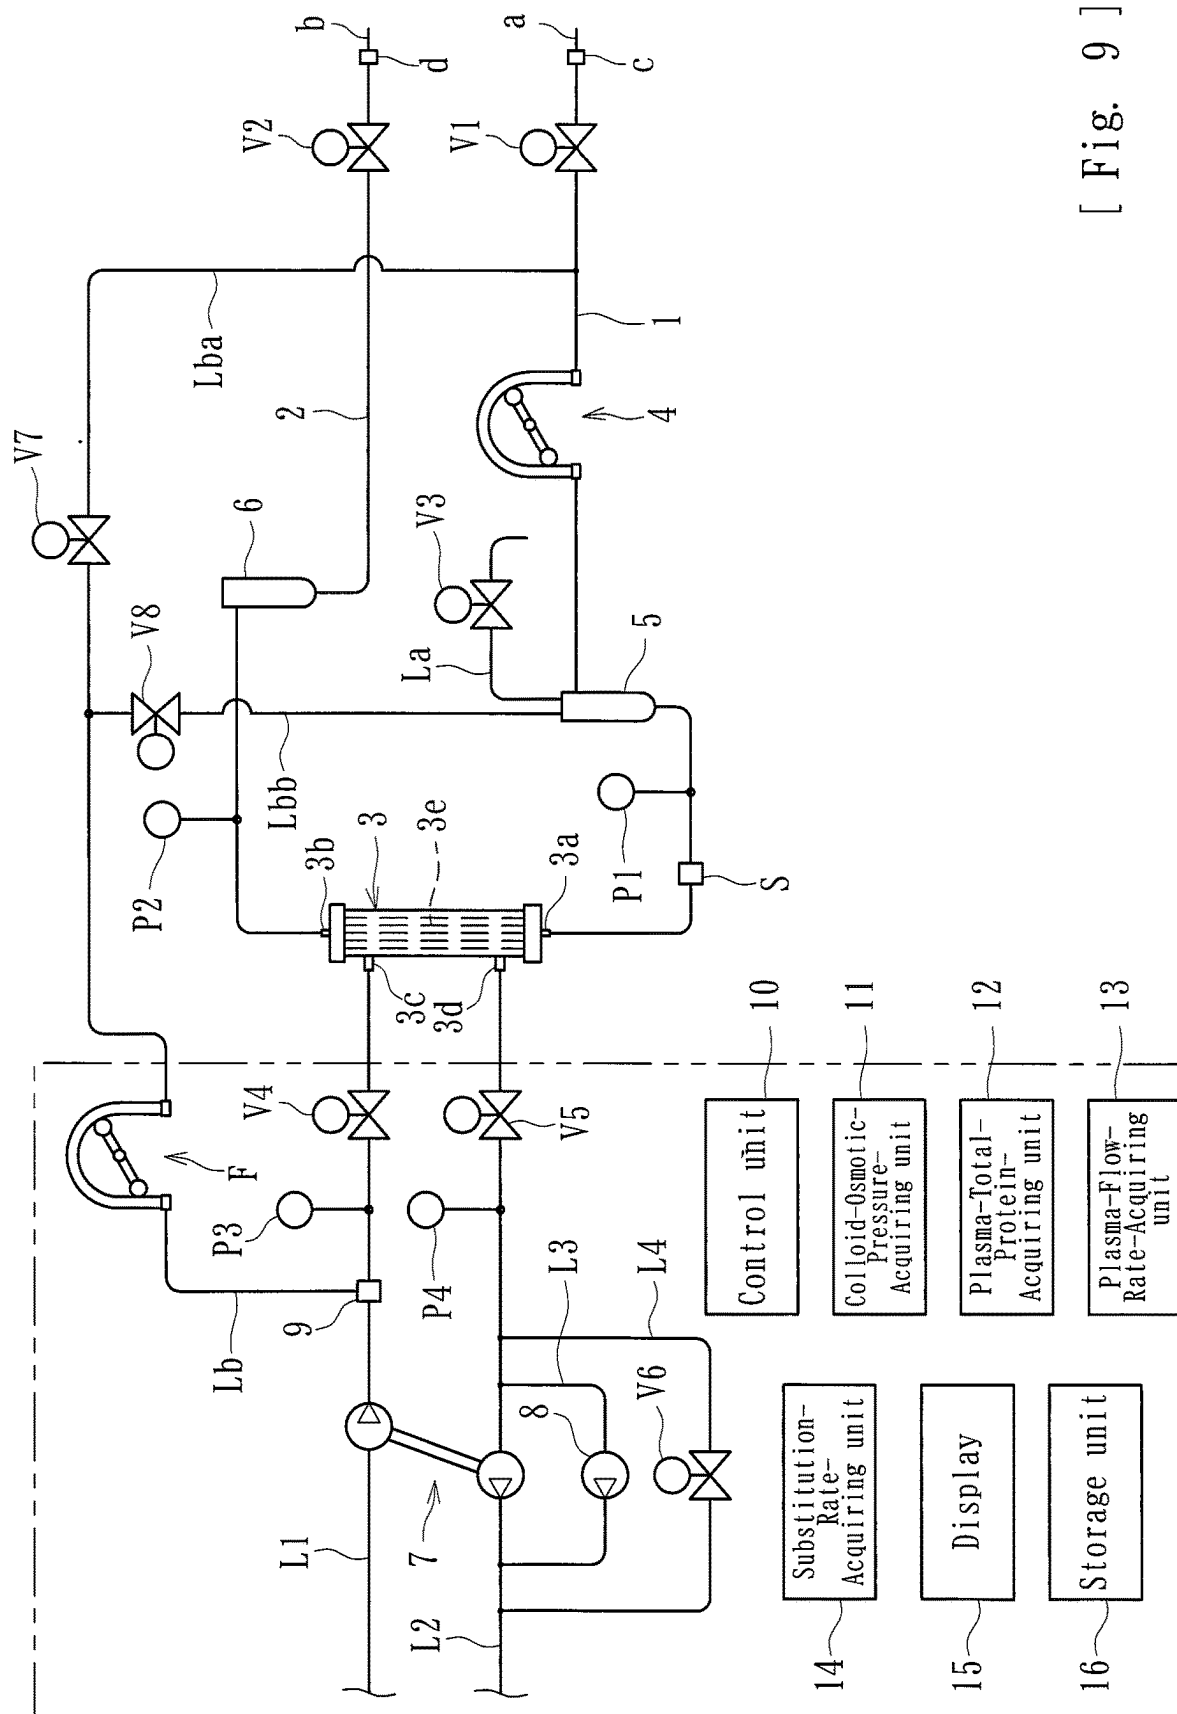 [ Fig. 9 ]
b
d
a
c
V2
V1
Lba
2
1
4
V7
6
V3
V8
La
5
Lbb
P2
3b
3
3e
3a
P1
S
3c
3d
V4
V5
F
P3
P4
9
Lb
L3
L4
8
V6
L1
7
L2
10
Control unit
11
Colloid-Osmotic-
Pressure-
Acquiring unit
12
Plasma-Total-
Protein-
Acquiring unit
13
Plasma-Flow-
Rate-Acquiring
unit
14
Substitution-
Rate-
Acquiring unit
15
Display
16
Storage unit